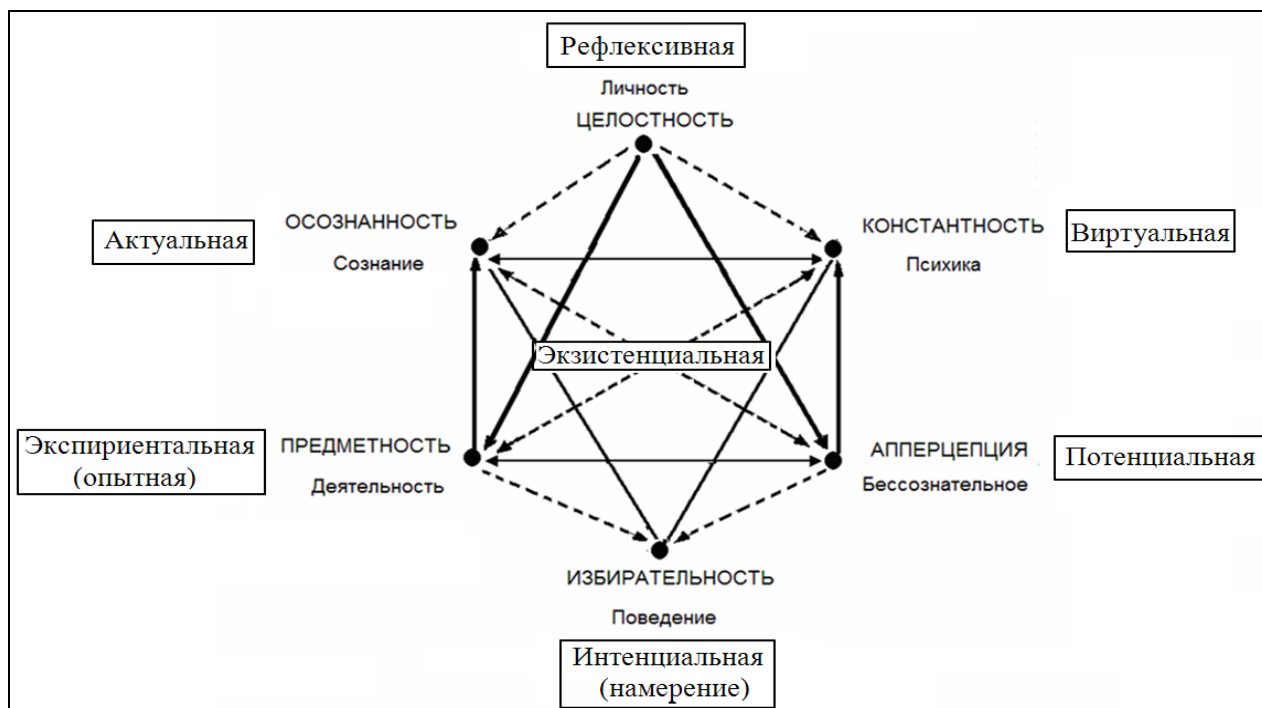 Рефлексивная
Личность
ЦЕЛОСТНОСТЬ
ОСОЗНАННОСТЬ
КОНСТАНТНОСТЬ
Актуальная
Виртуальная
Сознание
Психика
Экзистенциальная
Экспириентальная
(опытная)
ПРЕДМЕТНОСТЬ
АППЕРЦЕПЦИЯ
Потенциальная
Деятельность
Бессознательное
ИЗБИРАТЕЛЬНОСТЬ
Поведение
Интенциальная
(намерение)